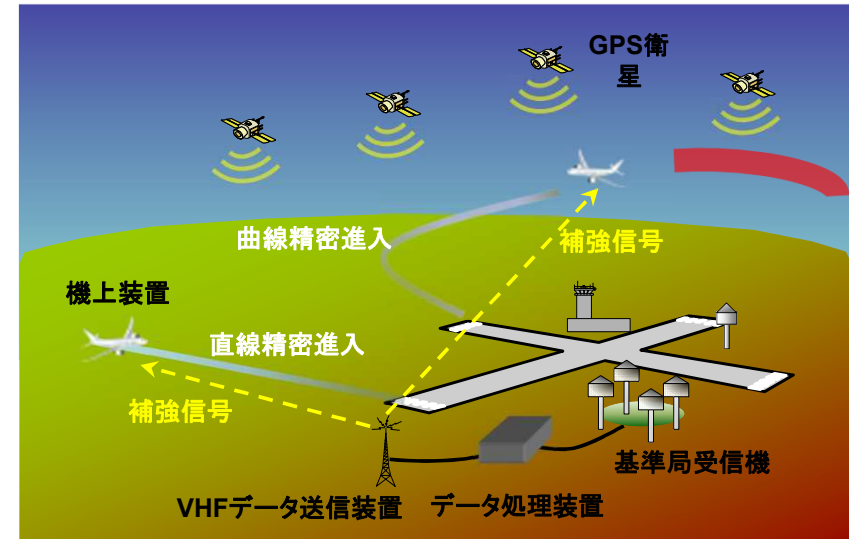 GPS衛
星
曲線精密進入
補強信号
機上装置
直線精密進入
補強信号
基準局受信機
VHFデータ送信装置
データ処理装置